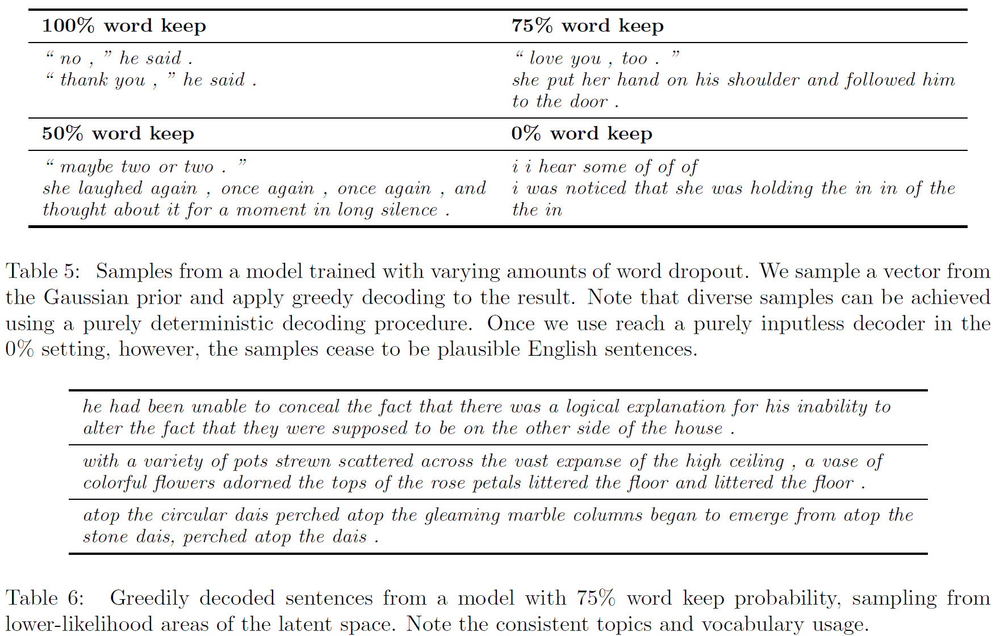 100% word keep
75% word keep
“ no , ” he said .
“ thank you , ” he said .
“ love you , too . ”
she put her hand on his shoulder and followed him
to the door .
50% word keep
0% word keep
“ maybe two or two . ”
she laughed again , once again , once again , and
thought about it for a moment in long silence .
i i hear some of of of
i was noticed that she was holding the in in of the
the in
Table 5: Samples from a model trained with varying amounts of word dropout. We sample a vector from
the Gaussian prior and apply greedy decoding to the result. Note that diverse samples can be achieved
using a purely deterministic decoding procedure. Once we use reach a purely inputless decoder in the
0% setting, however, the samples cease to be plausible English sentences.
he had been unable to conceal the fact that there was a logical explanation for his inability to
alter the fact that they were supposed to be on the other side of the house .
with a variety of pots strewn scattered across the vast expanse of the high ceiling , a vase of
colorful flowers adorned the tops of the rose petals littered the floor and littered the floor .
atop the circular dais perched atop the gleaming marble columns began to emerge from atop the
stone dais, perched atop the dais .
Table 6: Greedily decoded sentences from a model with 75% word keep probability, sampling from
lower-likelihood areas of the latent space. Note the consistent topics and vocabulary usage.